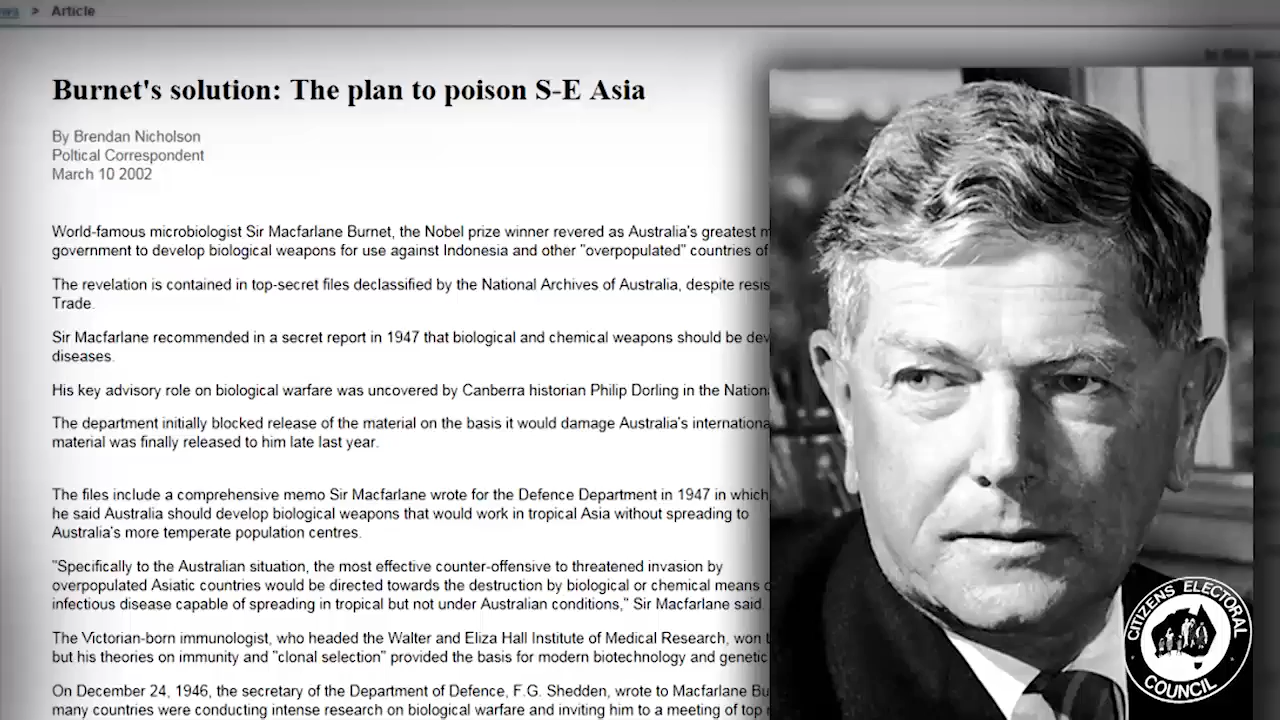 > Article
Burnet's solution: The plan to poison S-E Asia
By Brendan Nicholson
Poltical Correspondent
March 10 2002
World-famous microbiologist Sir Macfarlane Burnet, the Nobel prize winner revered as Australia's greatest
government to develop biological weapons for use against Indonesia and other "overpopulated" countries of
The revelation is contained in top-secret files declassified by the National Archives of Australia, despite
Trade.
Sir Macfarlane recommended in a secret report in 1947 that biological and chemical weapons should be
diseases.
His key advisory role on biological warfare was uncovered by Canberra historian Philip Dorling in the
The department initially blocked release of the material on the basis it would damage Australia's
material was finally released to him late last year.
The files include a comprehensive memo Sir Macfarlane wrote for the Defence Department in 1947 in which
he said Australia should develop biological weapons that would work in tropical Asia without spreading to
Australia's more temperate population centres.
"Specifically to the Australian situation, the most effective counter-offensive to threatened invasion by
overpopulated Asiatic countries would be directed towards the destruction by biological or chemical means
infectious disease capable of spreading in tropical but not under Australian conditions," Sir Macfarlane said.
The Victorian-born immunologist, who headed the Walter and Eliza Hall Institute of Medical Research, won
but his theories on immunity and "clonal selection" provided the basis for modern biotechnology and genetic
On December 24, 1946, the secretary of the Department of Defence, F.G. Shedden, wrote to Macfarlane
many countries were conducting intense research on biological warfare and inviting him to a meeting of top
CITIZENS ELECTORAL
COUNCIL